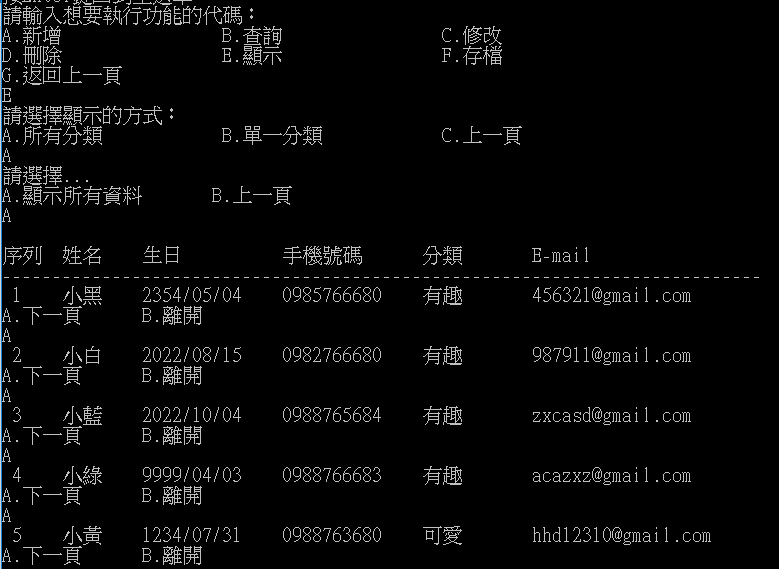 請輸入想要執行功能的代碼：
A.新增 B.查詢 C.修改
D.刪除 E.顯示 F.存檔
G.返回上一頁
E
請選擇顯示的方式：
A.所有分類 B.單一分類 C.上一頁
A
請選擇...
A.顯示所有資料 B.上一頁
A
序列 姓名 生日 手機號碼 分類 E-mail
----------------------------------------------------------------------------
1 小黑 2354/05/04 0985766680 有趣 456321@gmail.com
A.下一頁 B.離開
A
2 小白 2022/08/15 0982766680 有趣 987911@gmail.com
A.下一頁 B.離開
A
3 小藍 2022/10/04 0988765684 有趣 zxcasd@gmail.com
A.下一頁 B.離開
A
4 小綠 9999/04/03 0988766683 有趣 acazxz@gmail.com
A.下一頁 B.離開
A
5 小黃 1234/07/31 0988763680 可愛 hhd12310@gmail.com
A.下一頁 B.離開